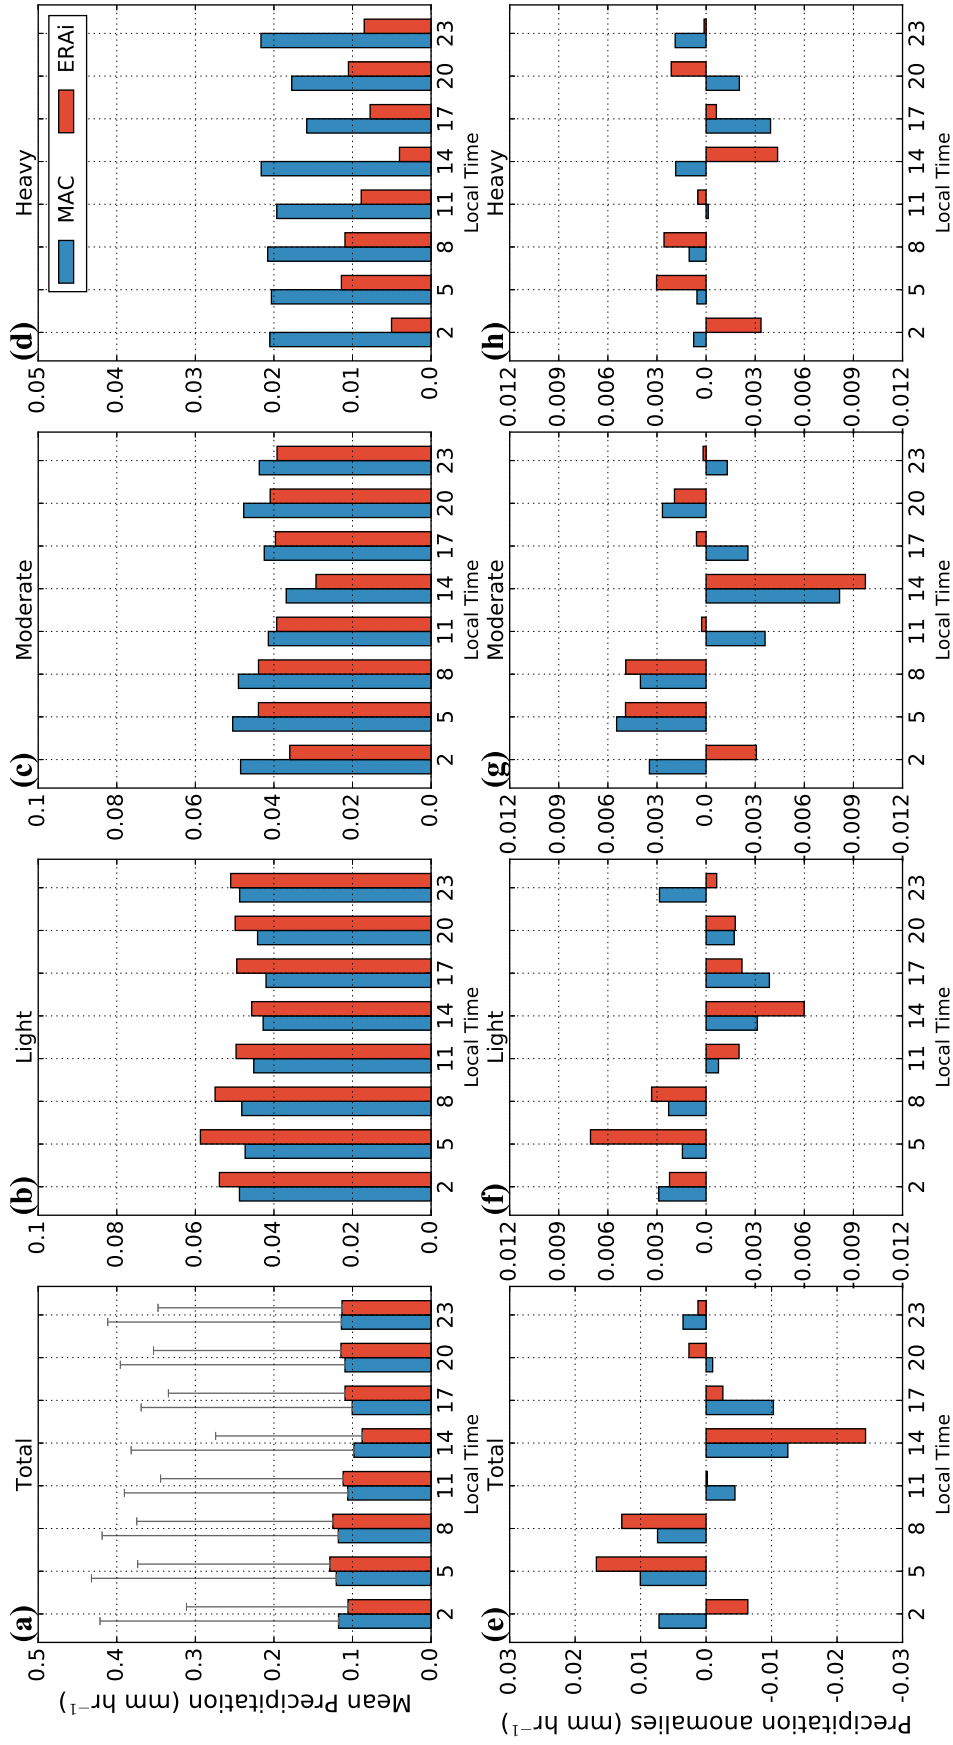 (a)
Total
Mean Precipitation (mm hr⁻¹)
0.5
0.4
0.3
0.2
0.1
0.0
2 5 8 11 14 17 20 23
Local Time
(b)
Light
0.1
0.08
0.06
0.04
0.02
0.0
2 5 8 11 14 17 20 23
Local Time
(c)
Moderate
0.1
0.08
0.06
0.04
0.02
0.0
2 5 8 11 14 17 20 23
Local Time
(d)
Heavy
MAC ERAi
0.05
0.04
0.03
0.02
0.01
0.0
2 5 8 11 14 17 20 23
Local Time
(e)
Total
Precipitation anomalies (mm hr⁻¹)
0.03
0.02
0.01
0.0
-0.01
-0.02
-0.03
2 5 8 11 14 17 20 23
Local Time
(f)
Light
0.012
0.009
0.006
0.003
0.0
0.003
0.006
0.009
0.012
2 5 8 11 14 17 20 23
Local Time
(g)
Moderate
0.012
0.009
0.006
0.003
0.0
0.003
0.006
0.009
0.012
2 5 8 11 14 17 20 23
Local Time
(h)
Heavy
0.012
0.009
0.006
0.003
0.0
0.003
0.006
0.009
0.012
2 5 8 11 14 17 20 23
Local Time